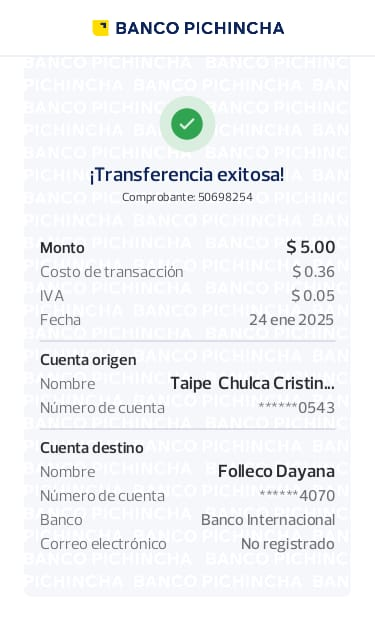 BANCO PICHINCHA
¡Transferencia exitosa!
Comprobante: 50698254
Monto $ 5.00
Costo de transacción $ 0.36
IVA $ 0.05
Fecha 24 ene 2025
Cuenta origen
Nombre Taipe Chulca Cristin...
Número de cuenta ******0543
Cuenta destino
Nombre Folleco Dayana
Número de cuenta ******4070
Banco Banco Internacional
Correo electrónico No registrado